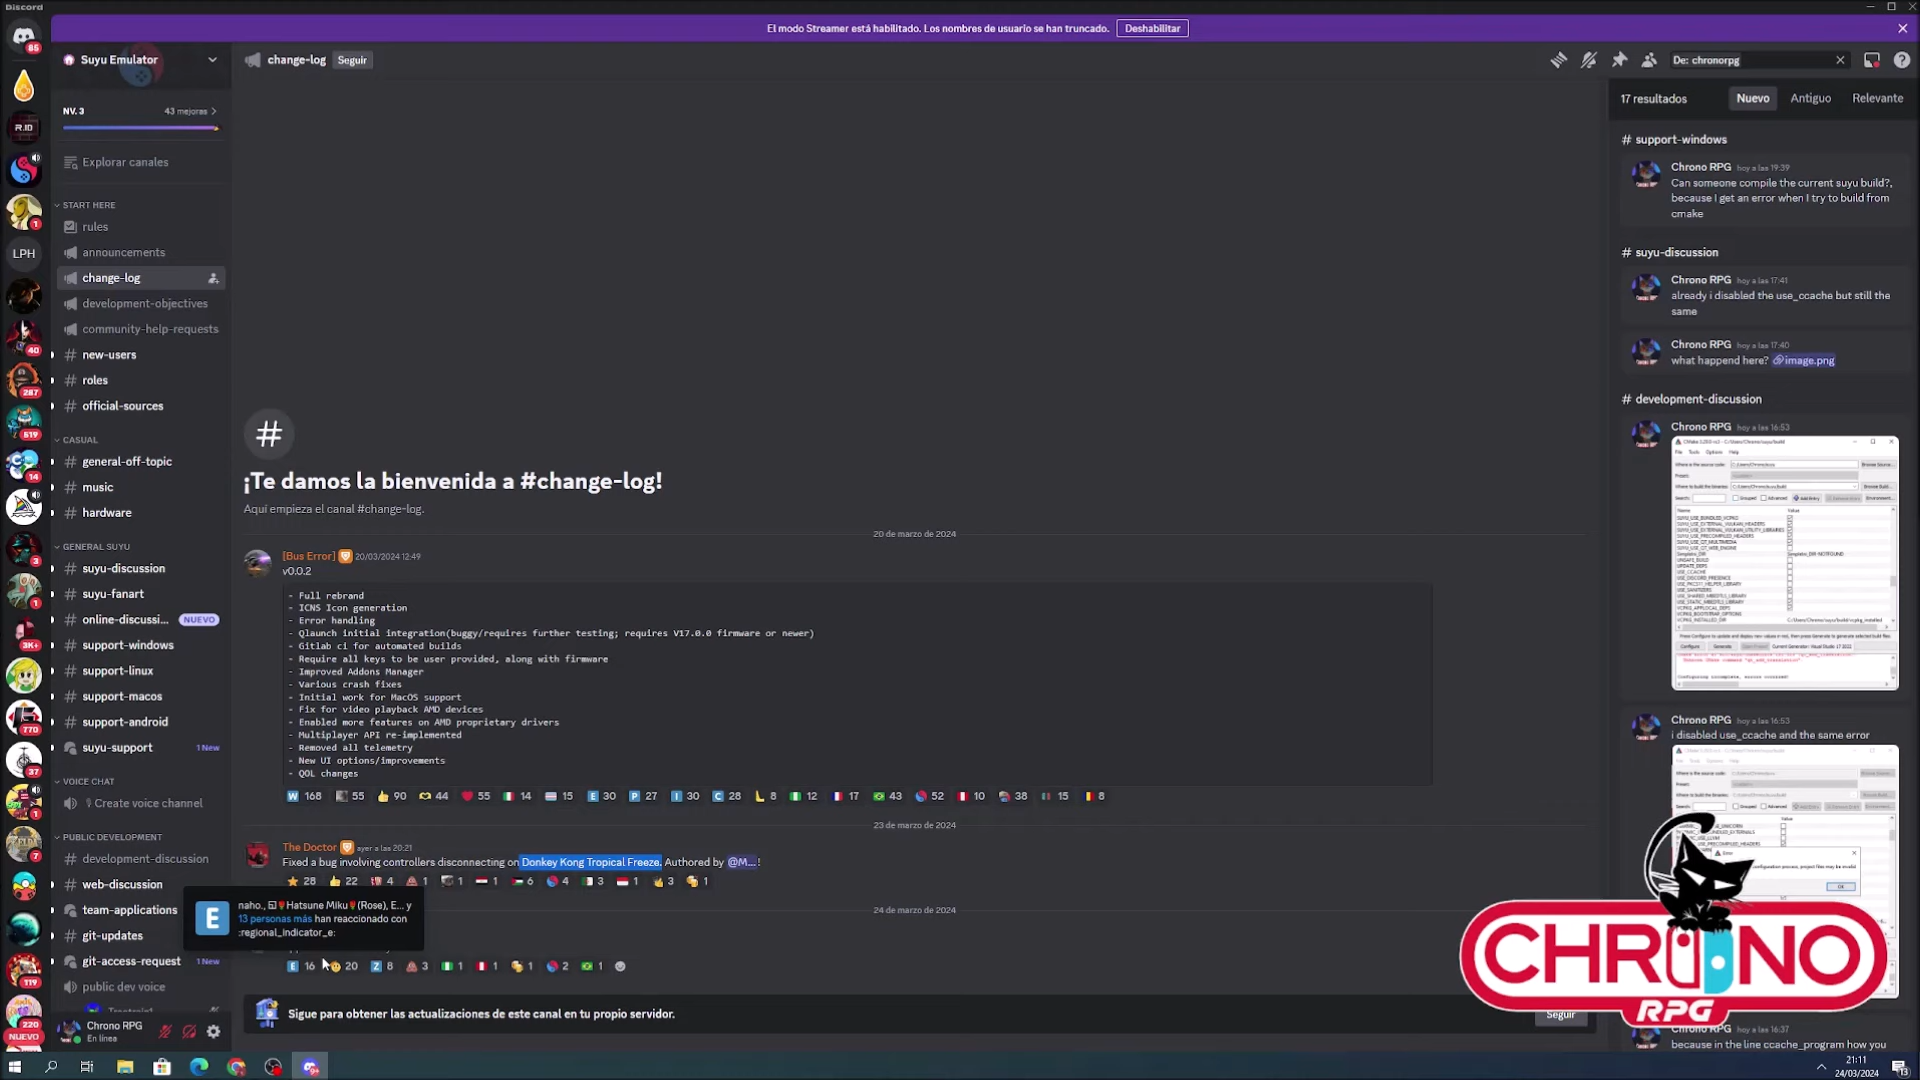 Discord
El modo Streamer está habilitado. Los nombres de usuario se han truncado.
Deshabilitar
85
Suyu Emulator
NV. 3
43 mejoras
Explorar canales
START HERE
rules
announcements
change-log
development-objectives
community-help-requests
new-users
roles
official-sources
CASUAL
general-off-topic
music
hardware
GENERAL SUYU
suyu-discussion
suyu-fanart
online-discussi...
NUEVO
support-windows
support-linux
support-macos
support-android
suyu-support
1 New
VOICE CHAT
Create voice channel
PUBLIC DEVELOPMENT
development-discussion
web-discussion
team-applications
git-updates
git-access-request
1 New
public dev voice
Chrono RPG
En línea
R.IO
1
LPH
40
287
519
14
3
1
3K+
770
37
1
7
119
220
NUEVO
change-log
Seguir
¡Te damos la bienvenida a #change-log!
Aquí empieza el canal #change-log.
20 de marzo de 2024
[Bus Error] 20/03/2024 12:49
v0.0.2
- Full rebrand
- ICNS Icon generation
- Error handling
- Qlaunch initial integration(buggy/requires further testing; requires V17.0.0 firmware or newer)
- Gitlab ci for automated builds
- Require all keys to be user provided, along with firmware
- Improved Addons Manager
- Various crash fixes
- Initial work for MacOS support
- Fix for video playback AMD devices
- Enabled more features on AMD proprietary drivers
- Multiplayer API re-implemented
- Removed all telemetry
- New UI options/improvements
- QOL changes
W 168 55 90 44 55 14 15 E 30 P 27 I 30 C 28 L 8 12 17 43 52 10 38 15 8
23 de marzo de 2024
The Doctor ayer a las 20:21
Fixed a bug involving controllers disconnecting on Donkey Kong Tropical Freeze. Authored by @M... !
28 22 4 1 1 1 6 4 3 1 3 1
24 de marzo de 2024
E
naho., Hatsune Miku (Rose), E... y
13 personas más han reaccionado con
:regional_indicator_e:
E 16 20 Z 8 3 1 1 1 2 1
Sigue para obtener las actualizaciones de este canal en tu propio servidor.
Seguir
De: chronorpg
17 resultados
Nuevo
Antiguo
Relevante
# support-windows
Chrono RPG hoy a las 19:39
Can someone compile the current suyu build?,
because I get an error when I try to build from
cmake
# suyu-discussion
Chrono RPG hoy a las 17:41
already i disabled the use_ccache but still the
same
Chrono RPG hoy a las 17:40
what happend here? image.png
# development-discussion
Chrono RPG hoy a las 16:53
Chrono RPG hoy a las 16:53
i disabled use_ccache and the same error
CHRONO
RPG
Chrono RPG hoy a las 16:37
because in the line ccache_program how you
21:11
24/03/2024
13